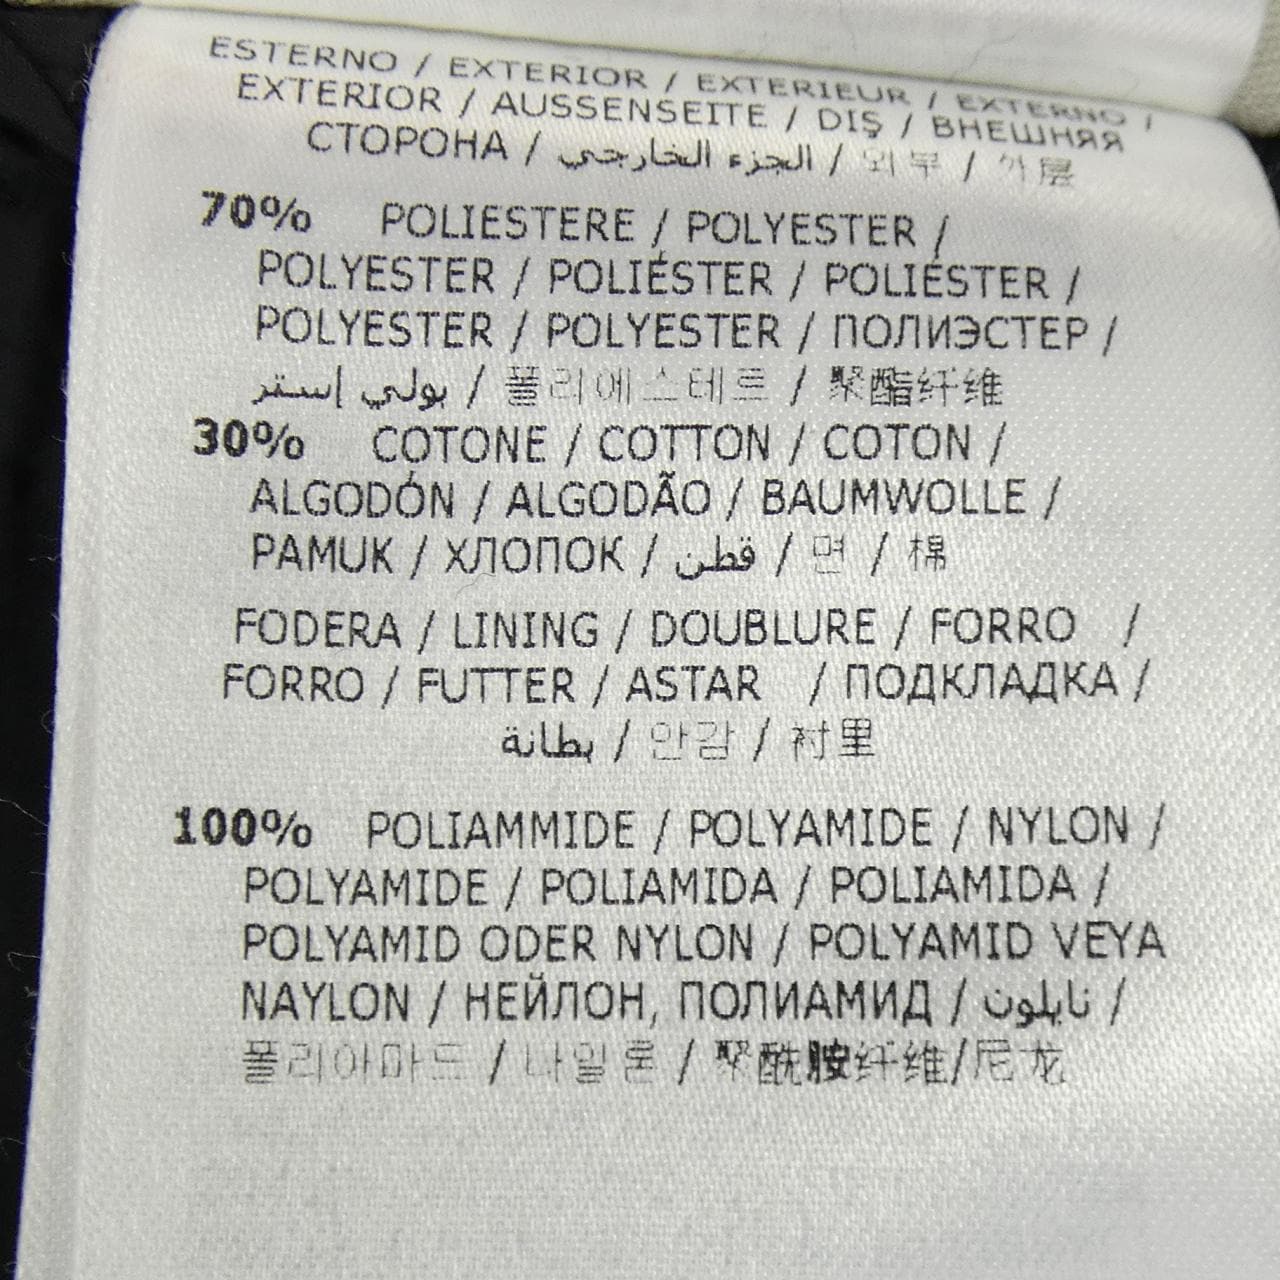 ESTERNO / EXTERIOR / EXTERIEUR / EXTERNO /
EXTERIOR / AUSSENSEITE / DIŞ / ВНЕШНЯЯ
СТОРОНА / الجزء الخارجي / 외부 / 外层
70% POLIESTERE / POLYESTER /
POLYESTER / POLIÉSTER / POLIÉSTER /
POLYESTER / POLYESTER / ПОЛИЭСТЕР /
بولي إستر / 폴리에스테르 / 聚酯纤维
30% COTONE / COTTON / COTON /
ALGODÓN / ALGODÃO / BAUMWOLLE /
PAMUK / ХЛОПОК / قطن / 면 / 棉
FODERA / LINING / DOUBLURE / FORRO /
FORRO / FUTTER / ASTAR / ПОДКЛАДКА /
بطانة / 안감 / 衬里
100% POLIAMMIDE / POLYAMIDE / NYLON /
POLYAMIDE / POLIAMIDA / POLIAMIDA /
POLYAMID ODER NYLON / POLYAMID VEYA
NAYLON / НЕЙЛОН, ПОЛИАМИД / نايلون /
폴리아마드 / 나일론 / 聚酰胺纤维/尼龙